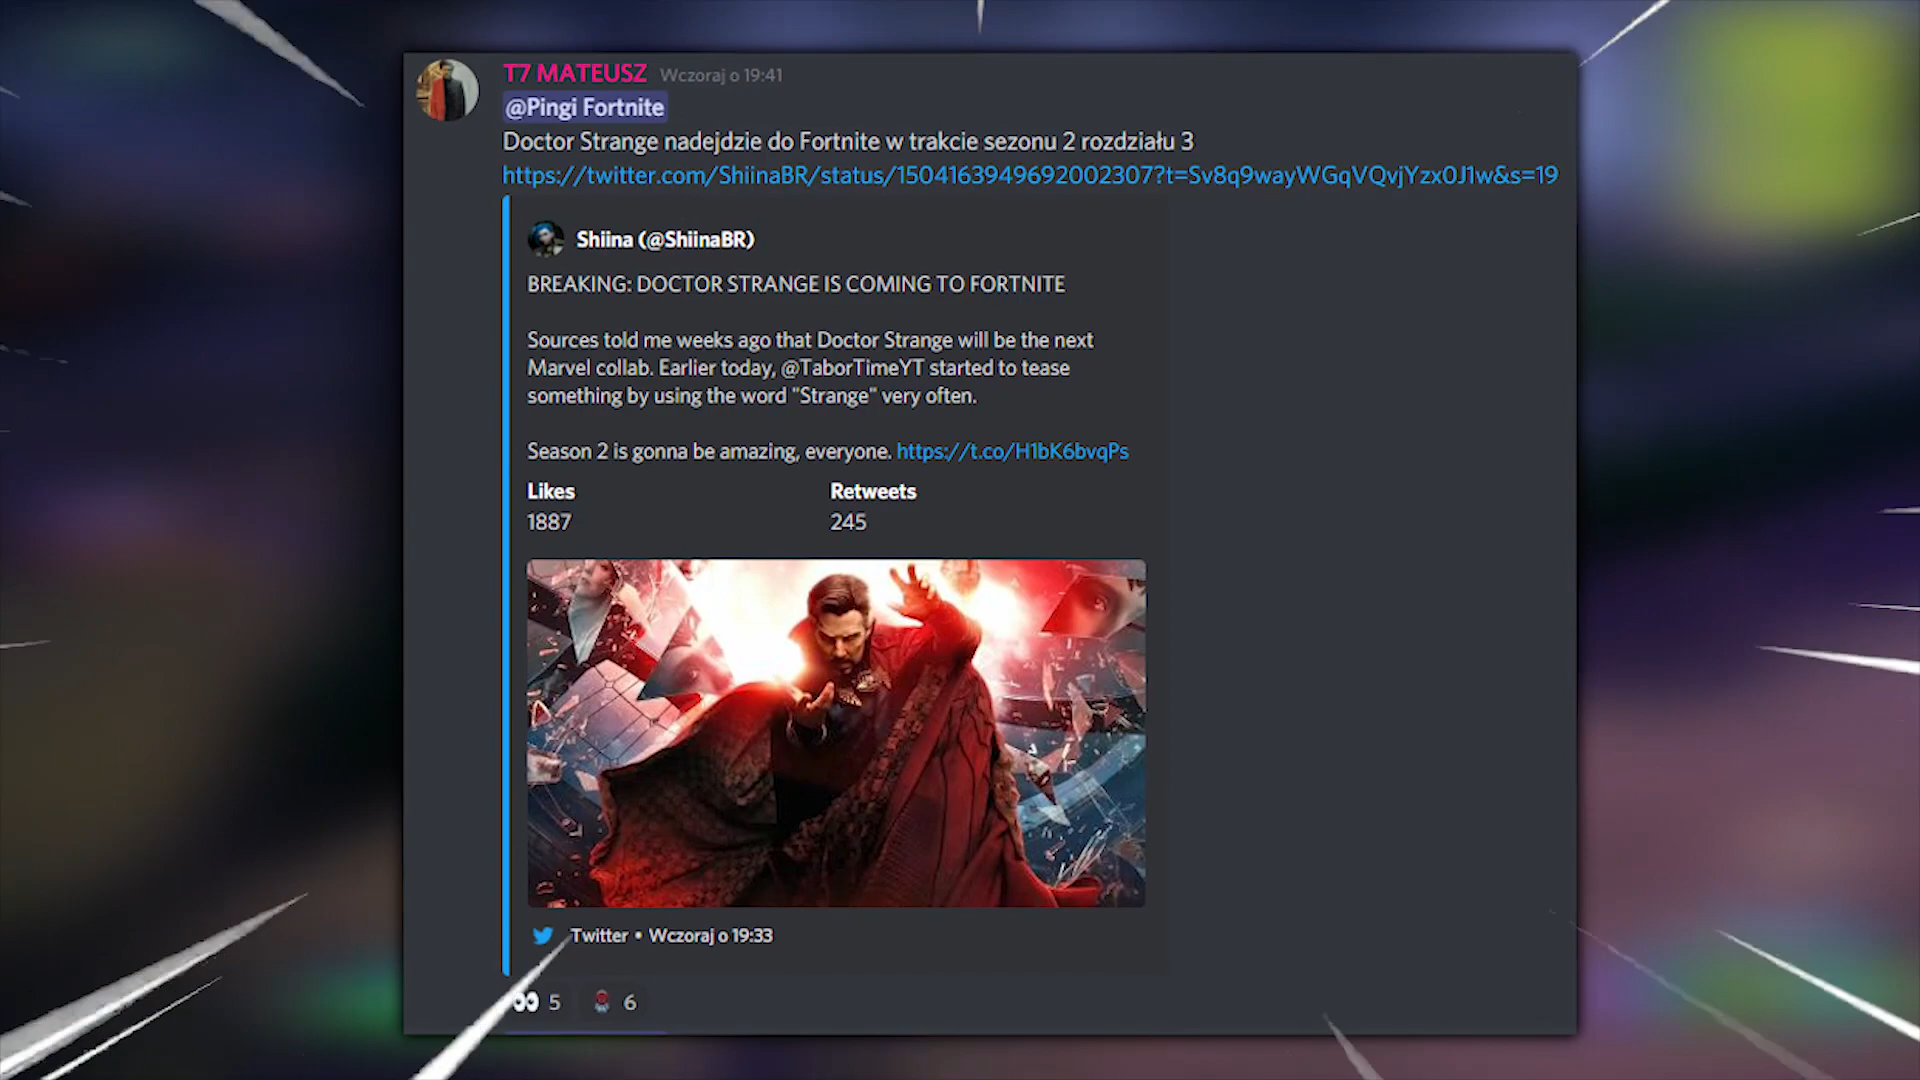 T7 MATEUSZ Wczoraj o 19:41
@Pingi Fortnite
Doctor Strange nadejdzie do Fortnite w trakcie sezonu 2 rozdziału 3
https://twitter.com/ShiinaBR/status/1504163949692002307?t=Sv8q9wayWGqVQvjYzx0J1w&s=19
Shiina (@ShiinaBR)
BREAKING: DOCTOR STRANGE IS COMING TO FORTNITE
Sources told me weeks ago that Doctor Strange will be the next
Marvel collab. Earlier today, @TaborTimeYT started to tease
something by using the word "Strange" very often.
Season 2 is gonna be amazing, everyone. https://t.co/H1bK6bvqPs
Likes Retweets
1887 245
Twitter • Wczoraj o 19:33
5 6